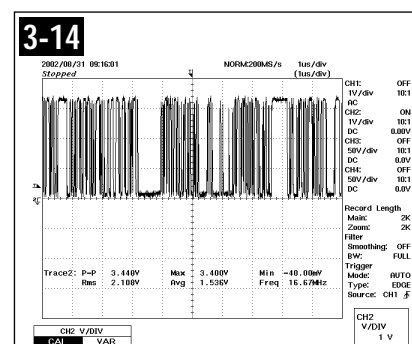 3-14
2002/08/31 09:16:01 NORM:200MS/s 1us/div
Stopped (1us/div)
CH1: OFF
1V/div 10:1
AC
CH2: ON
1V/div 10:1
DC 0.00V
CH3: OFF
50V/div 10:1
DC 0.0V
CH4: OFF
50V/div 10:1
DC 0.0V
Record Length
Main: 2K
Zoom: 2K
Filter
Smoothing: OFF
BW: FULL
Trigger
Mode: AUTO
Type: EDGE
Source: CH1
Trace2: P-P 3.440V Max 3.400V Min -40.00mV
Rms 2.108V Avg 1.536V Freq 16.67MHz
CH2 V/DIV
CAL VAR
CH2
V/DIV
1 V